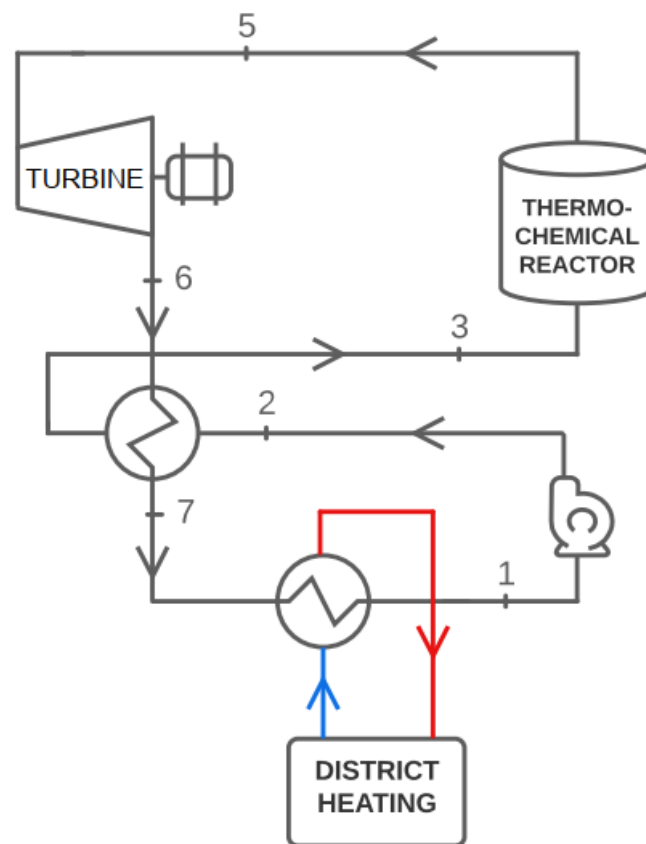 5
TURBINE
THERMO-
CHEMICAL
REACTOR
6
3
2
7
1
DISTRICT
HEATING